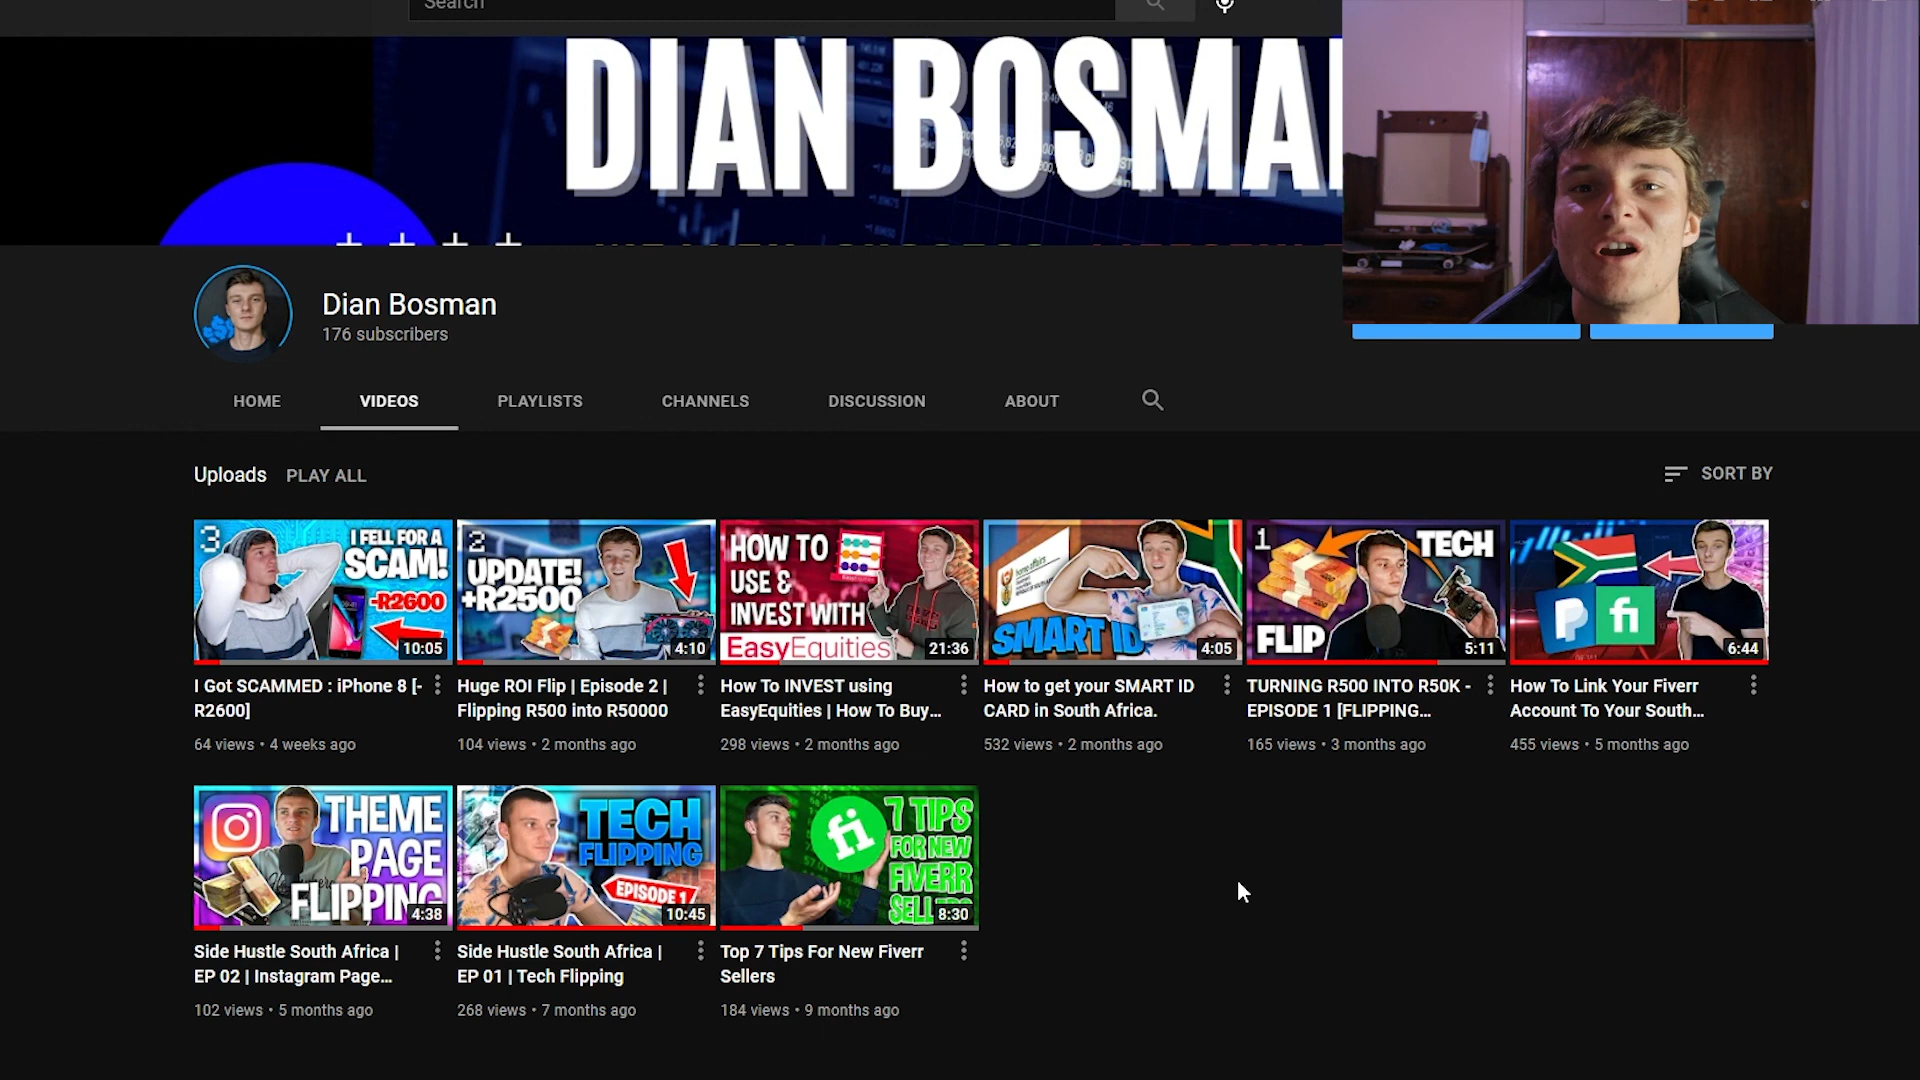 Search
DIAN BOSMA
Dian Bosman
176 subscribers
HOME
VIDEOS
PLAYLISTS
CHANNELS
DISCUSSION
ABOUT
Uploads
PLAY ALL
SORT BY
3
I FELL FOR A
SCAM!
-R2600
10:05
2
UPDATE!
+R2500
4:10
HOW TO
USE &
INVEST WITH
EasyEquities
21:36
home affairs
SMART ID
4:05
1
TECH
FLIP
5:11
P
fi
6:44
I Got SCAMMED : iPhone 8 [-
R2600]
64 views • 4 weeks ago
Huge ROI Flip | Episode 2 |
Flipping R500 into R50000
104 views • 2 months ago
How To INVEST using
EasyEquities | How To Buy...
298 views • 2 months ago
How to get your SMART ID
CARD in South Africa.
532 views • 2 months ago
TURNING R500 INTO R50K -
EPISODE 1 [FLIPPING...
165 views • 3 months ago
How To Link Your Fiverr
Account To Your South...
455 views • 5 months ago
THEME
PAGE
FLIPPING
4:38
TECH
FLIPPING
EPISODE 1
10:45
fi
7 TIPS
FOR NEW
FIVERR
SELL
8:30
Side Hustle South Africa |
EP 02 | Instagram Page...
102 views • 5 months ago
Side Hustle South Africa |
EP 01 | Tech Flipping
268 views • 7 months ago
Top 7 Tips For New Fiverr
Sellers
184 views • 9 months ago